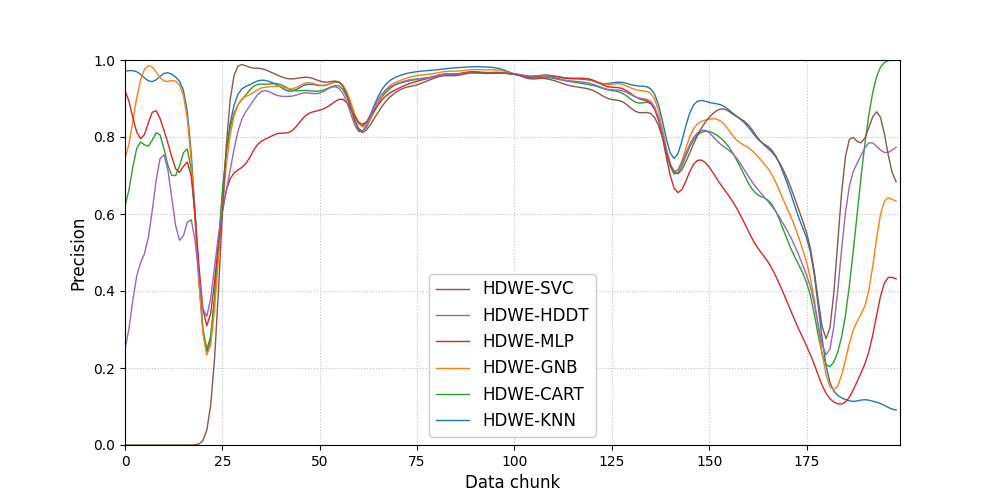 1.0
0.8
0.6
0.4
0.2
0.0
Precision
HDWE-SVC
HDWE-HDDT
HDWE-MLP
HDWE-GNB
HDWE-CART
HDWE-KNN
0 25 50 75 100 125 150 175
Data chunk